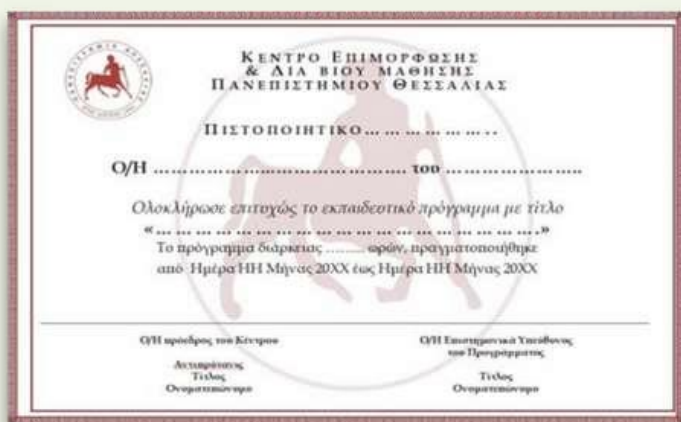 ΚΕΝΤΡΟ ΕΠΙΜΟΡΦΩΣΗΣ
& ΔΙΑ ΒΙΟΥ ΜΑΘΗΣΗΣ
ΠΑΝΕΠΙΣΤΗΜΙΟΥ ΘΕΣΣΑΛΙΑΣ
ΠΙΣΤΟΠΟΙΗΤΙΚΟ … … … … … … . .
Ο/Η …………………………………… του …………………..
Ολοκλήρωσε επιτυχώς το εκπαιδευτικό πρόγραμμα με τίτλο
«… … … … … … … … … … … … … … … … … ….»
Το πρόγραμμα διάρκειας ......... ωρών, πραγματοποιήθηκε
από Ημέρα ΗΗ Μήνας 20ΧΧ έως Ημέρα ΗΗ Μήνας 20ΧΧ
Ο/Η πρόεδρος του Κέντρου
Αντιπρύτανις
Τίτλος
Ονοματεπώνυμο
Ο/Η Επιστημονικά Υπεύθυνος
του Προγράμματος
Τίτλος
Ονοματεπώνυμο